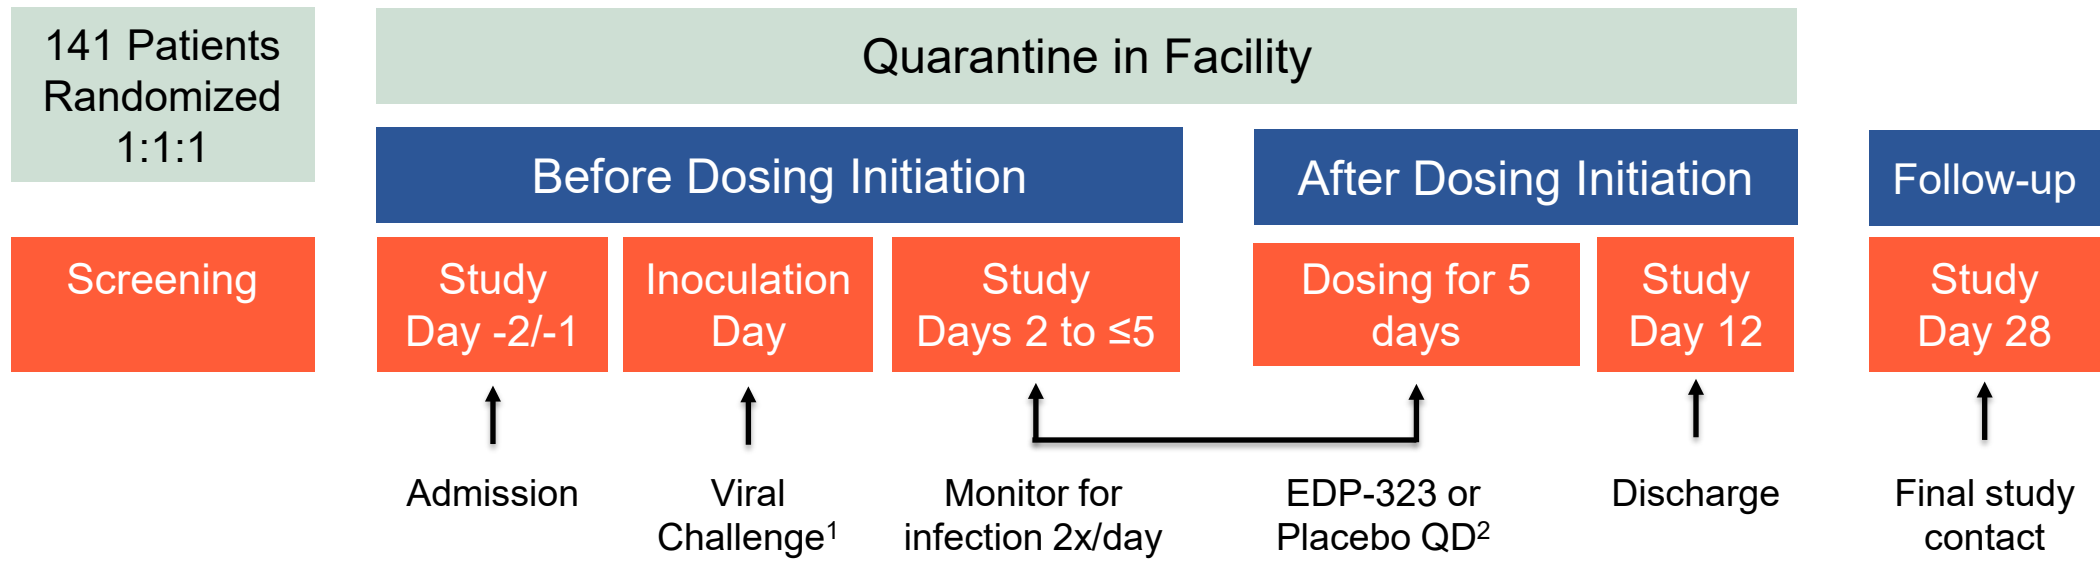 141 Patients
Randomized
1:1:1
Quarantine in Facility
Before Dosing Initiation
After Dosing Initiation
Follow-up
Screening
Study
Day -2/-1
Inoculation
Day
Study
Days 2 to ≤5
Dosing for 5
days
Study
Day 12
Study
Day 28
Admission
Viral
Challenge¹
Monitor for
infection 2x/day
EDP-323 or
Placebo QD²
Discharge
Final study
contact